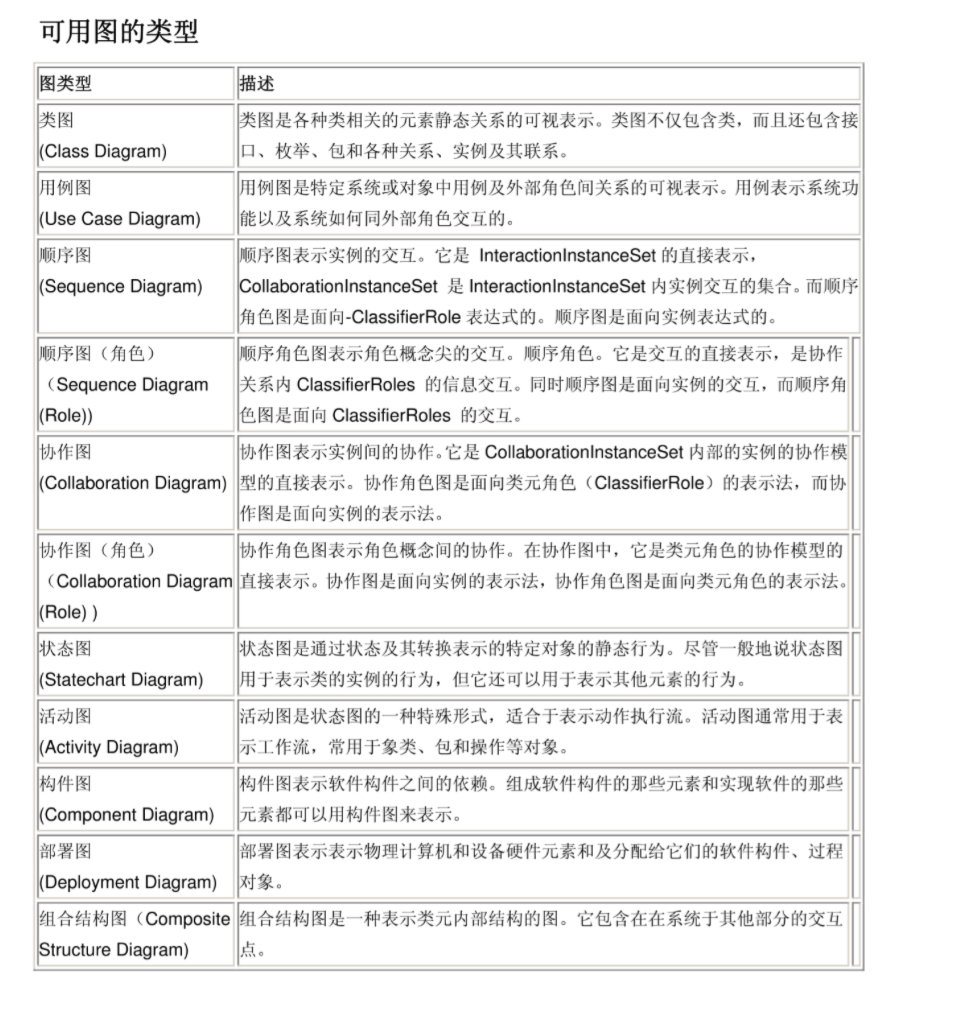 可用图的类型
图类型 描述
类图 类图是各种类相关的元素静态关系的可视表示。类图不仅包含类，而且还包含接
(Class Diagram) 口、枚举、包和各种关系、实例及其联系。
用例图 用例图是特定系统或对象中用例及外部角色间关系的可视表示。用例表示系统功
(Use Case Diagram) 能以及系统如何同外部角色交互的。
顺序图 顺序图表示实例的交互。它是 InteractionInstanceSet 的直接表示，
(Sequence Diagram) CollaborationInstanceSet 是 InteractionInstanceSet 内实例交互的集合。而顺序
角色图是面向-ClassifierRole 表达式的。顺序图是面向实例表达式的。
顺序图（角色） 顺序角色图表示角色概念尖的交互。顺序角色。它是交互的直接表示，是协作
（Sequence Diagram 关系内 ClassifierRoles 的信息交互。同时顺序图是面向实例的交互，而顺序角
(Role)) 色图是面向 ClassifierRoles 的交互。
协作图 协作图表示实例间的协作。它是 CollaborationInstanceSet 内部的实例的协作模
(Collaboration Diagram) 型的直接表示。协作角色图是面向类元角色（ClassifierRole）的表示法，而协
作图是面向实例的表示法。
协作图（角色） 协作角色图表示角色概念间的协作。在协作图中，它是类元角色的协作模型的
（Collaboration Diagram 直接表示。协作图是面向实例的表示法，协作角色图是面向类元角色的表示法。
(Role) )
状态图 状态图是通过状态及其转换表示的特定对象的静态行为。尽管一般地说状态图
(Statechart Diagram) 用于表示类的实例的行为，但它还可以用于表示其他元素的行为。
活动图 活动图是状态图的一种特殊形式，适合于表示动作执行流。活动图通常用于表
(Activity Diagram) 示工作流，常用于象类、包和操作等对象。
构件图 构件图表示软件构件之间的依赖。组成软件构件的那些元素和实现软件的那些
(Component Diagram) 元素都可以用构件图来表示。
部署图 部署图表示表示物理计算机和设备硬件元素和及分配给它们的软件构件、过程
(Deployment Diagram) 对象。
组合结构图（Composite 组合结构图是一种表示类元内部结构的图。它包含在在系统于其他部分的交互
Structure Diagram) 点。